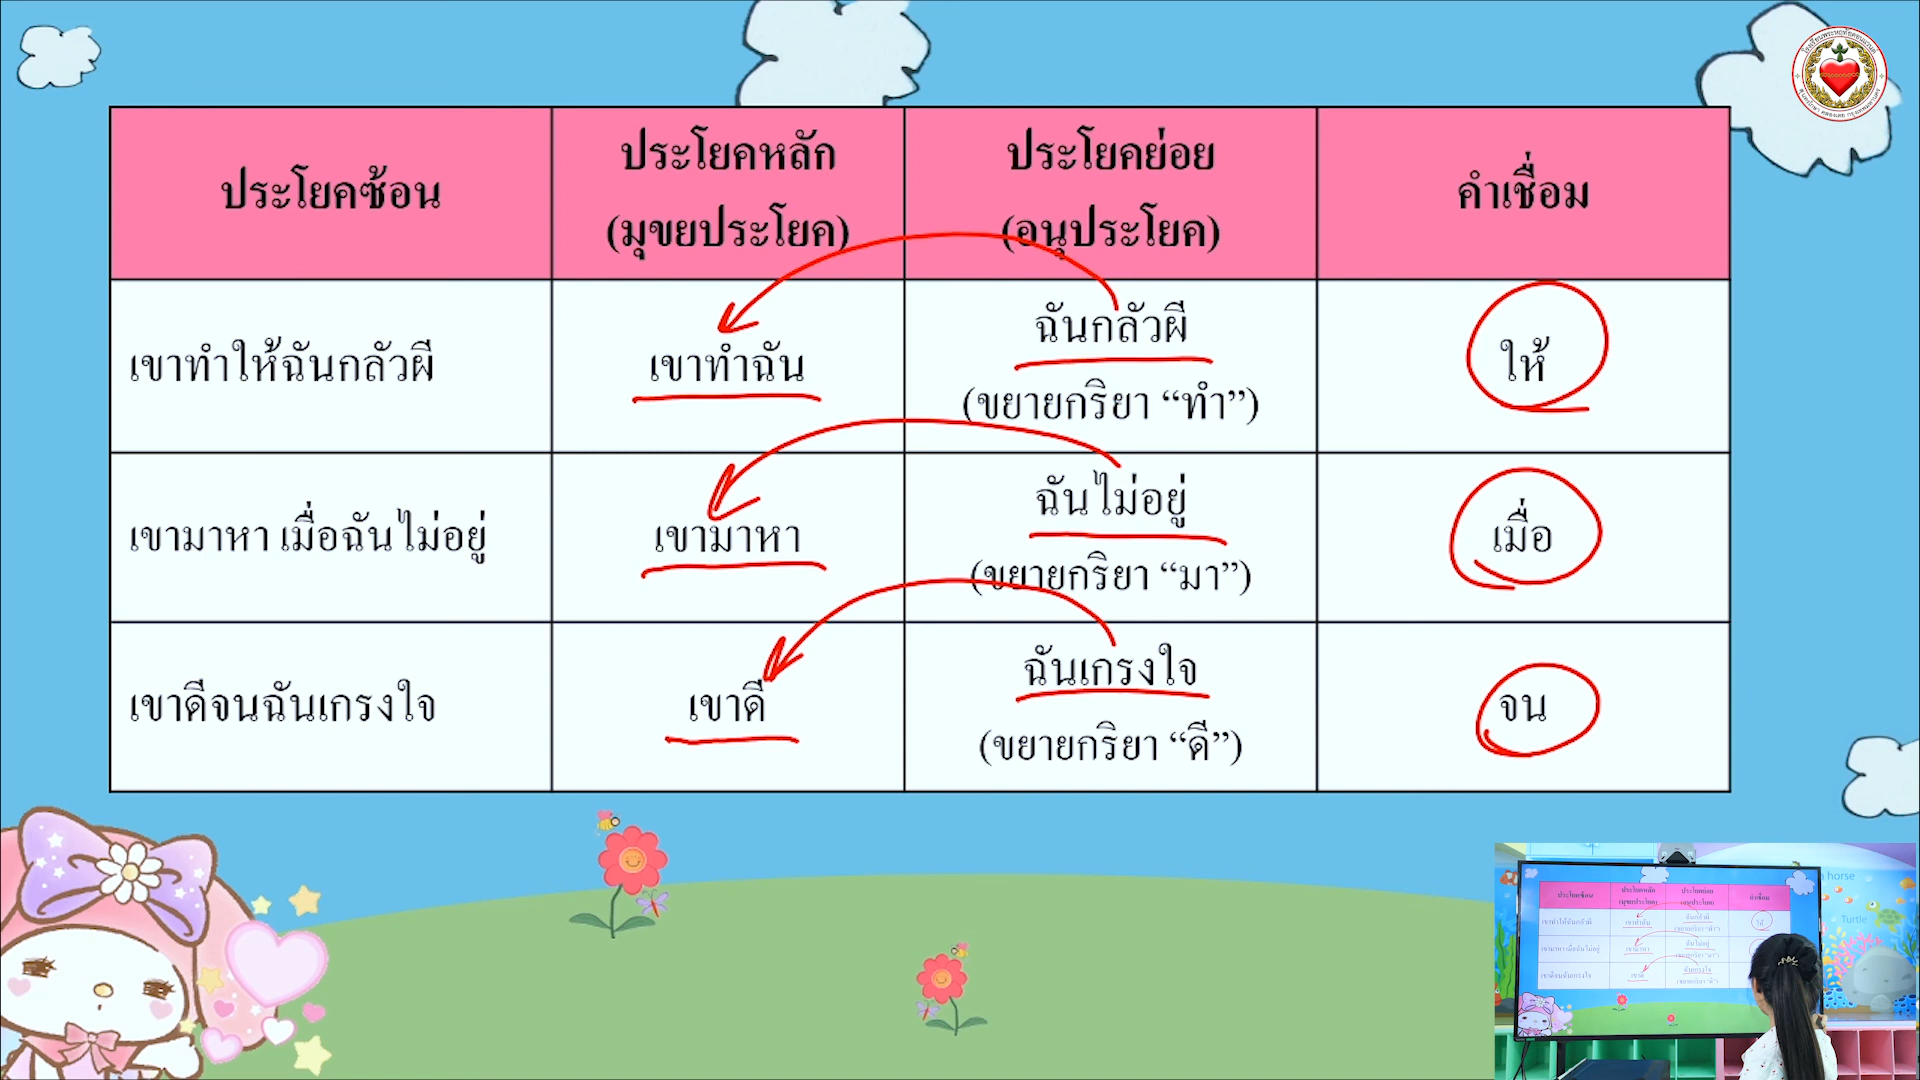 ประโยคซ้อน
ประโยคหลัก
(มุขยประโยค)
ประโยคย่อย
(อนุประโยค)
คำเชื่อม
เขาทำให้ฉันกลัวผี
เขาทำฉัน
ฉันกลัวผี
(ขยายกริยา “ทำ”)
ให้
เขามาหา เมื่อฉันไม่อยู่
เขามาหา
ฉันไม่อยู่
(ขยายกริยา “มา”)
เมื่อ
เขาดีจนฉันเกรงใจ
เขาดี
ฉันเกรงใจ
(ขยายกริยา “ดี”)
จน
horse
Turtle